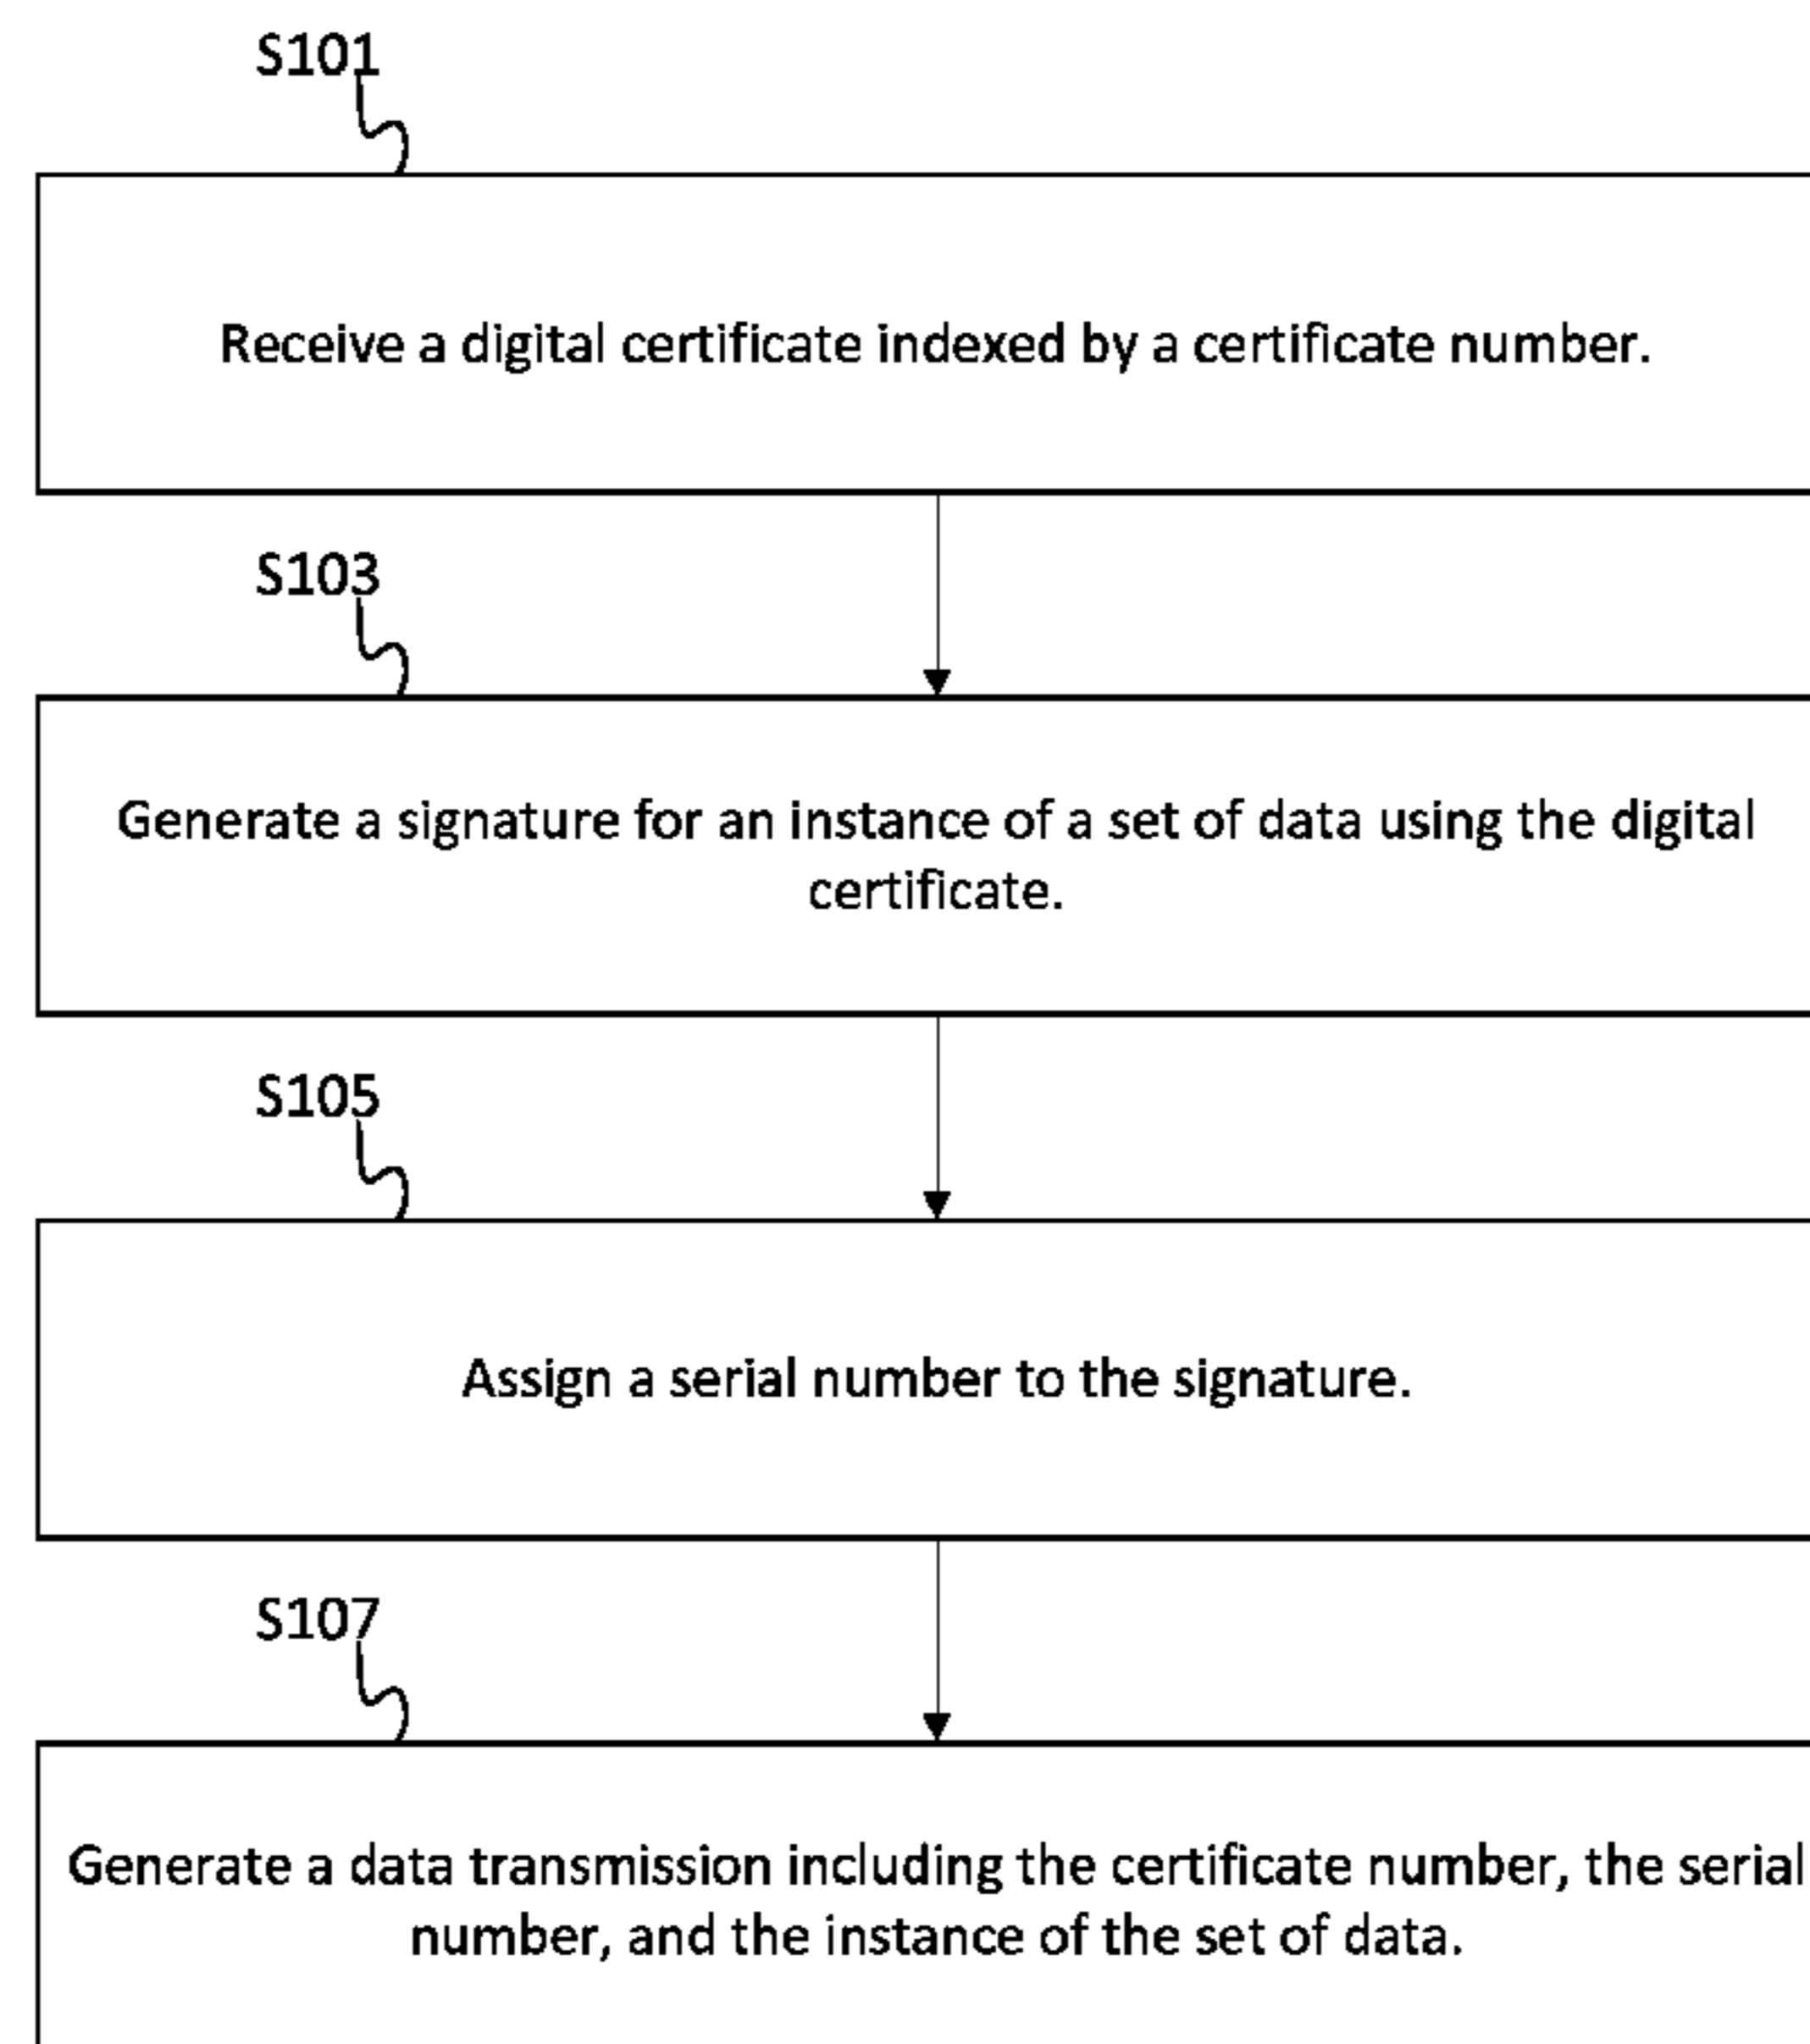 S101
Receive a digital certificate indexed by a certificate number.
S103
Generate a signature for an instance of a set of data using the digital
certificate.
S105
Assign a serial number to the signature.
S107
Generate a data transmission including the certificate number, the serial
number, and the instance of the set of data.